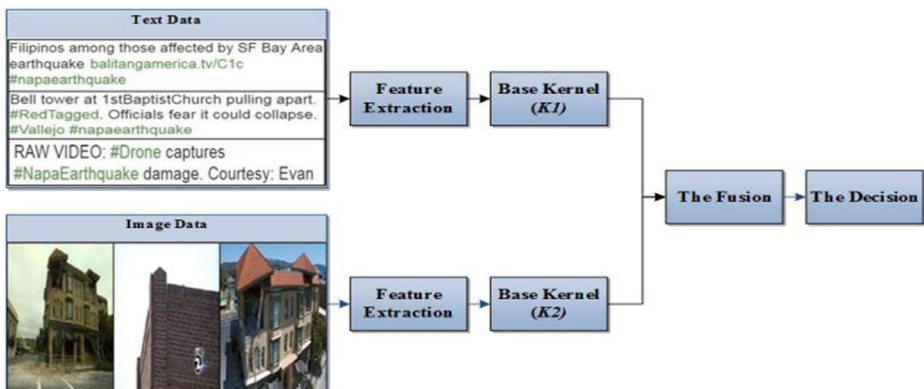 Text Data
Filipinos among those affected by SF Bay Area
earthquake balitangamerica.tv/C1c
#napaearthquake
Bell tower at 1stBaptistChurch pulling apart.
#RedTagged. Officials fear it could collapse.
#Vallejo #napaearthquake
RAW VIDEO: #Drone captures
#NapaEarthquake damage. Courtesy: Evan
Feature
Extraction
Base Kernel
(K1)
The Fusion
The Decision
Image Data
Feature
Extraction
Base Kernel
(K2)